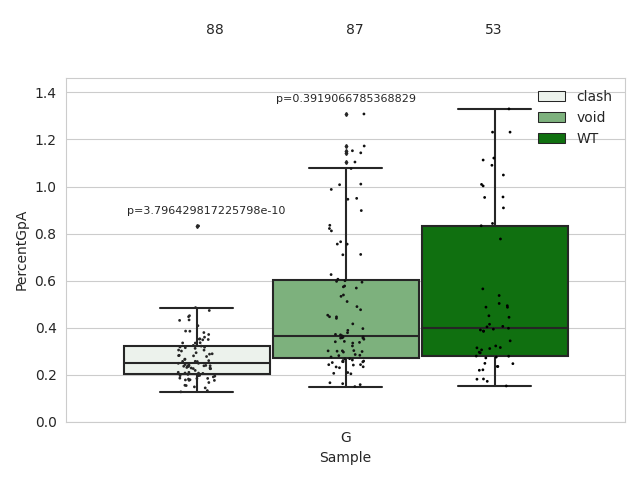 88 87 53
p=0.3919066785368829
p=3.796429817225798e-10
clash
void
WT
1.4
1.2
1.0
0.8
0.6
0.4
0.2
0.0
PercentGpA
G
Sample